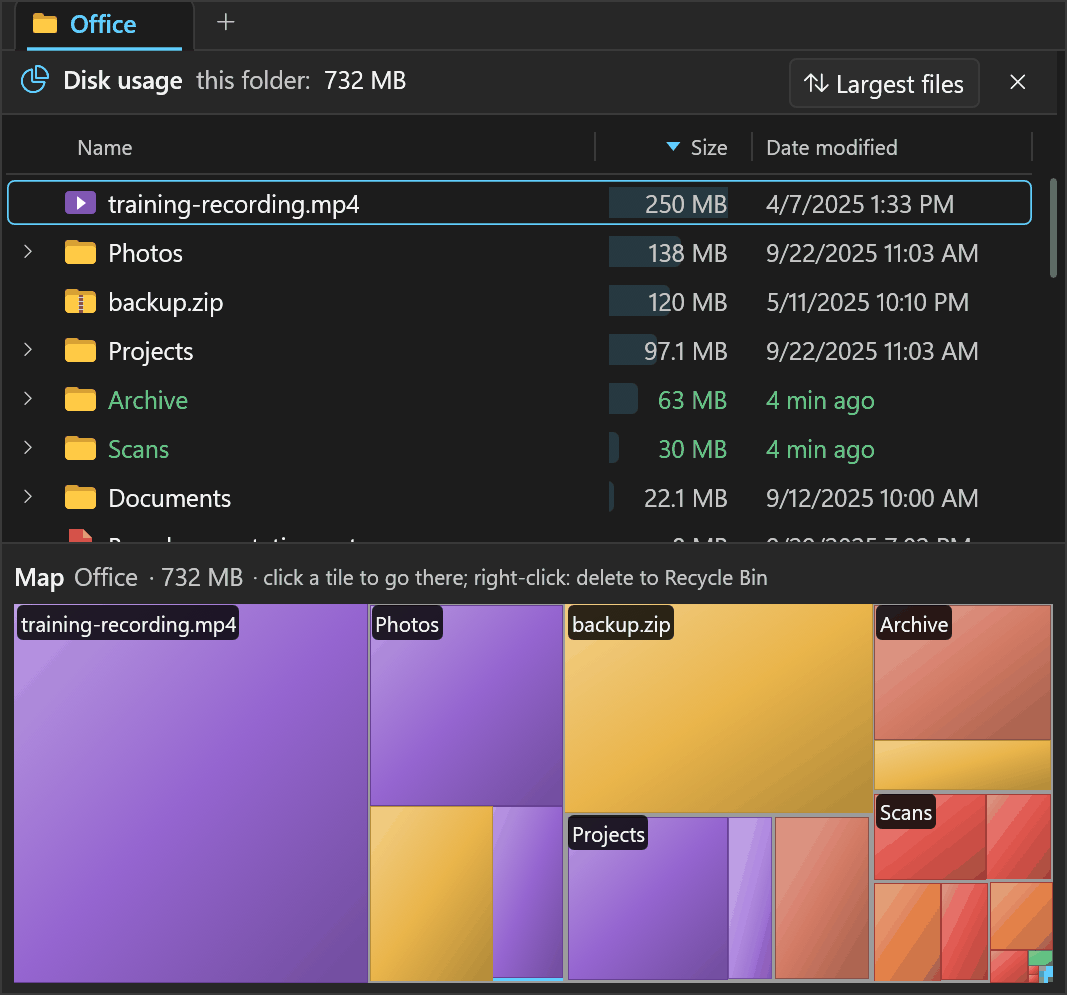 Office
Disk usage this folder: 732 MB Largest files
Name Size Date modified
training-recording.mp4 250 MB 4/7/2025 1:33 PM
Photos 138 MB 9/22/2025 11:03 AM
backup.zip 120 MB 5/11/2025 10:10 PM
Projects 97.1 MB 9/22/2025 11:03 AM
Archive 63 MB 4 min ago
Scans 30 MB 4 min ago
Documents 22.1 MB 9/12/2025 10:00 AM
Map Office · 732 MB · click a tile to go there; right-click: delete to Recycle Bin
training-recording.mp4 Photos backup.zip Archive
Scans
Projects